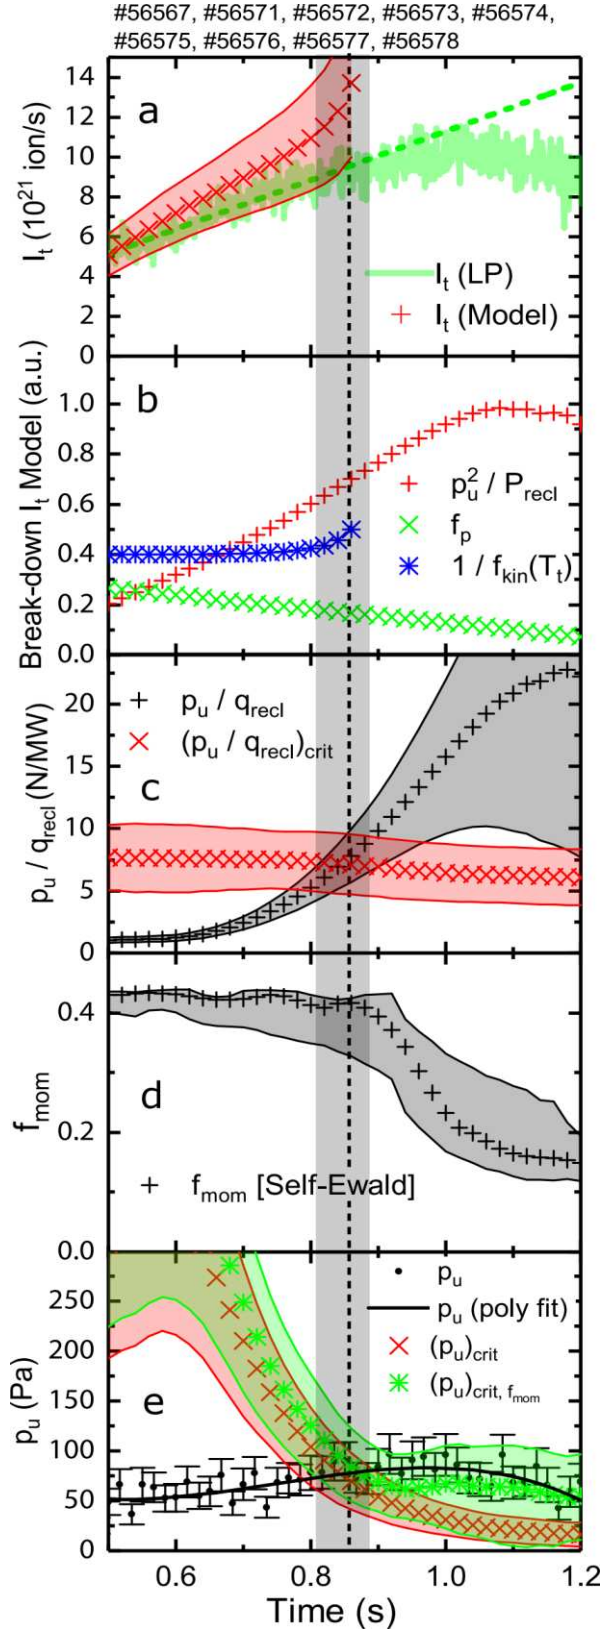 #56567, #56571, #56572, #56573, #56574,
#56575, #56576, #56577, #56578
a
I_t (10^21 ion/s)
14
12
10
8
6
4
2
0
I_t (LP)
I_t (Model)
b
Break-down I_t Model (a.u.)
1.0
0.8
0.6
0.4
0.2
0.0
p_u^2 / P_recl
f_p
1 / f_kin(T_t)
c
p_u / q_recl (N/MW)
20
15
10
5
0
p_u / q_recl
(p_u / q_recl)_crit
d
f_mom
0.4
0.2
0.0
f_mom [Self-Ewald]
e
p_u (Pa)
250
200
150
100
50
0
p_u
p_u (poly fit)
(p_u)_crit
(p_u)_crit, f_mom
0.6 0.8 1.0 1.2
Time (s)